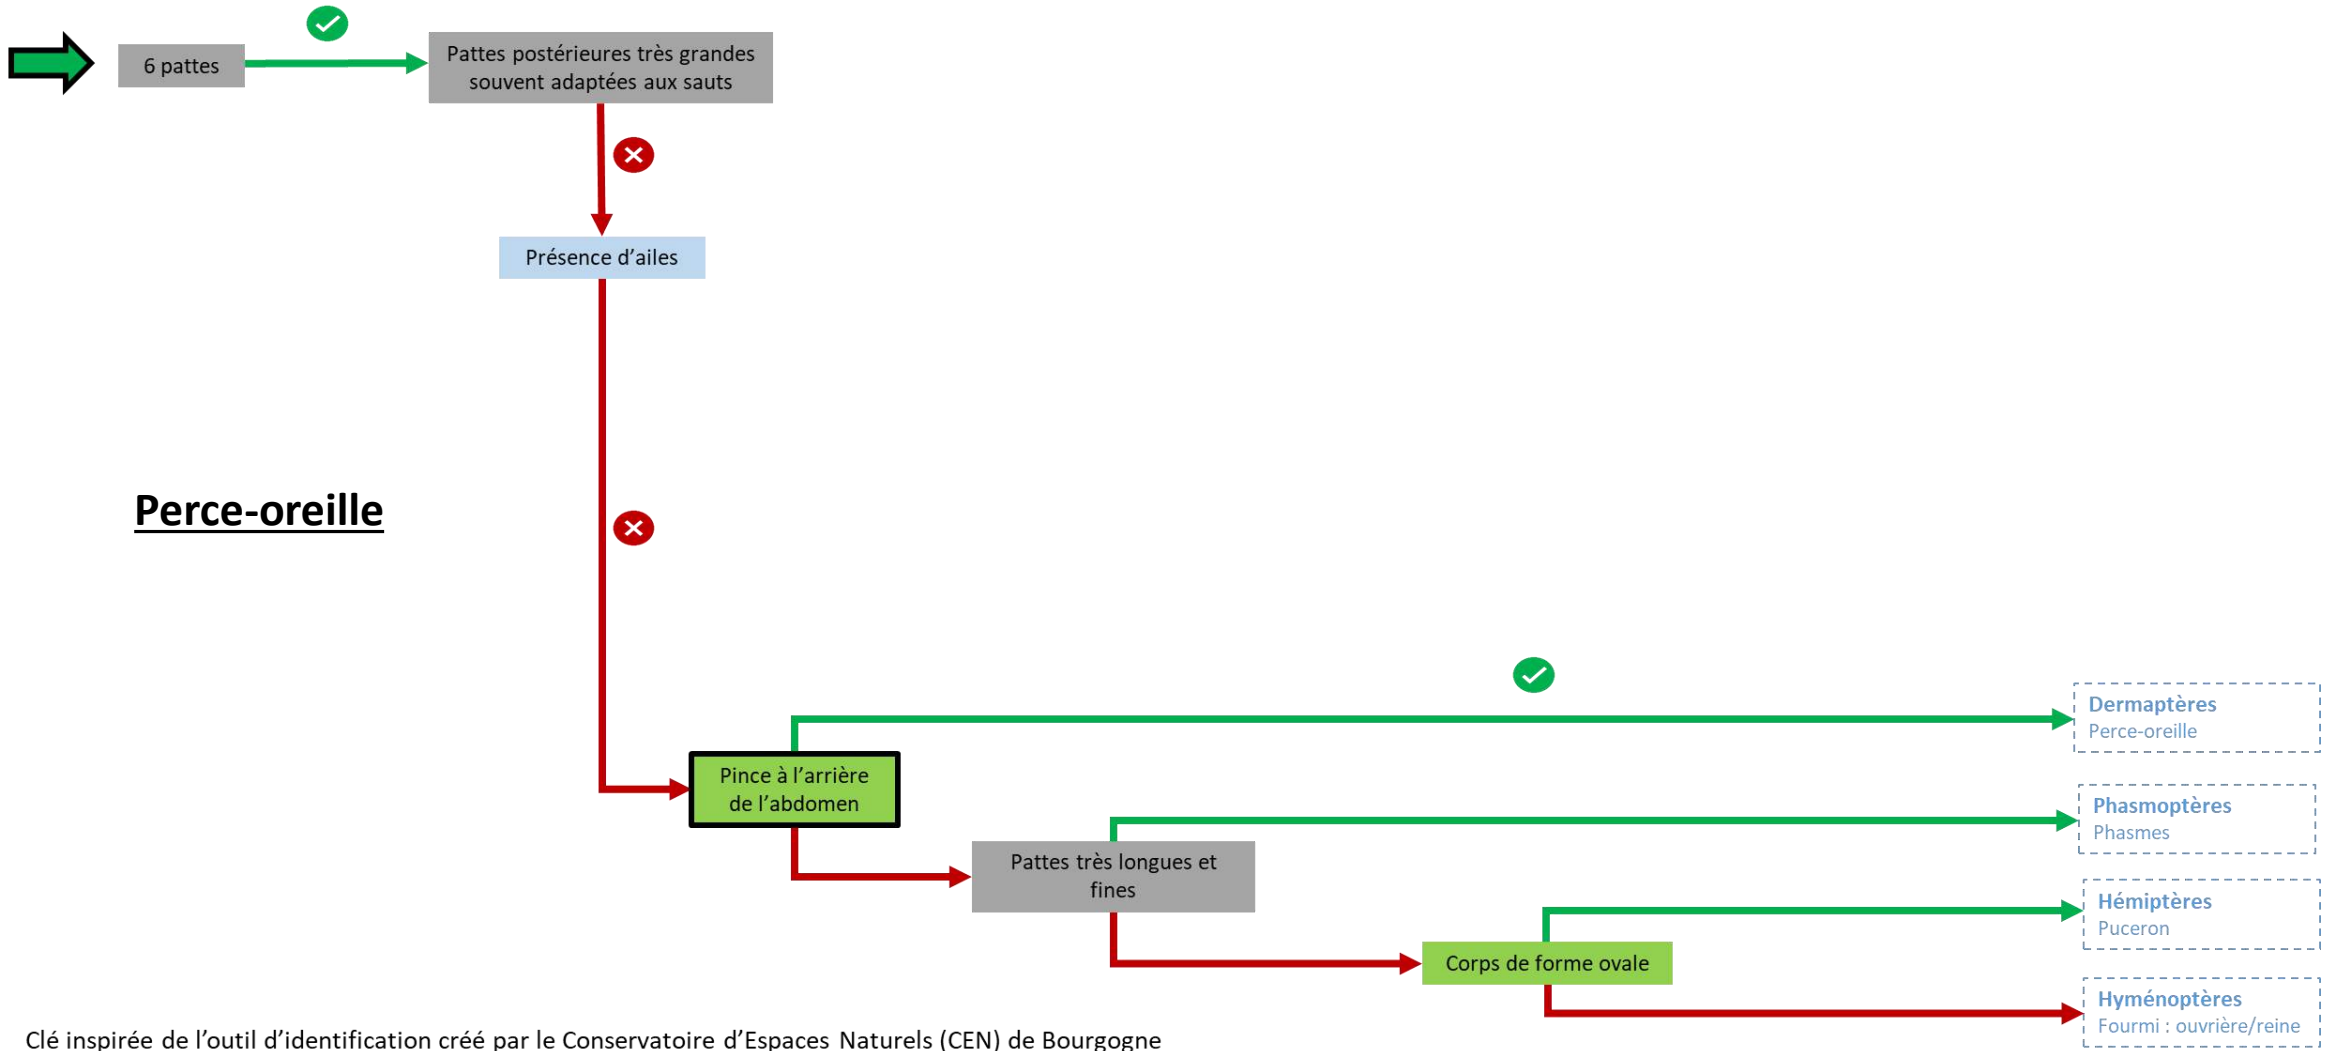 6 pattes
Pattes postérieures très grandes
souvent adaptées aux sauts
Présence d’ailes
Perce-oreille
Dermaptères
Perce-oreille
Pince à l’arrière
de l’abdomen
Phasmoptères
Phasmes
Pattes très longues et
fines
Hémiptères
Puceron
Corps de forme ovale
Hyménoptères
Fourmi : ouvrière/reine
Clé inspirée de l’outil d’identification créé par le Conservatoire d’Espaces Naturels (CEN) de Bourgogne